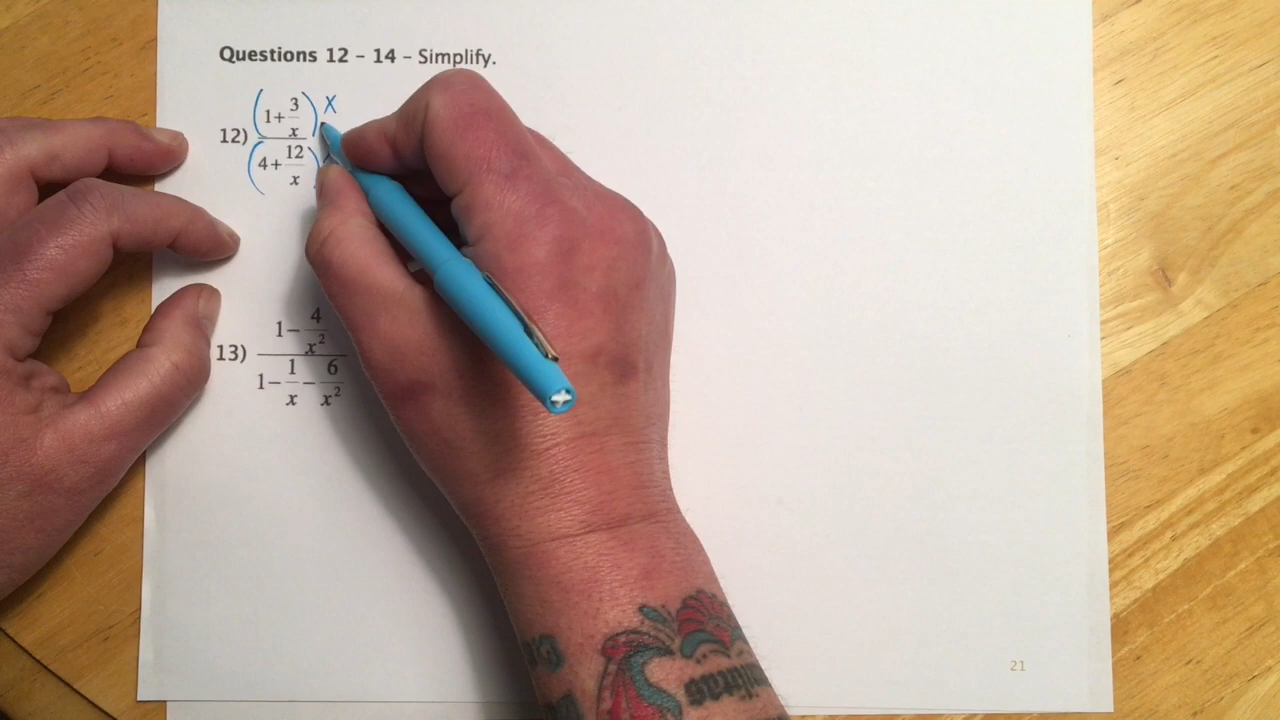 Questions 12 – 14 – Simplify.
12) (1+ 3/x) x
(4+ 12/x)
13) 1− 4/x²
1− 1/x − 6/x²
21